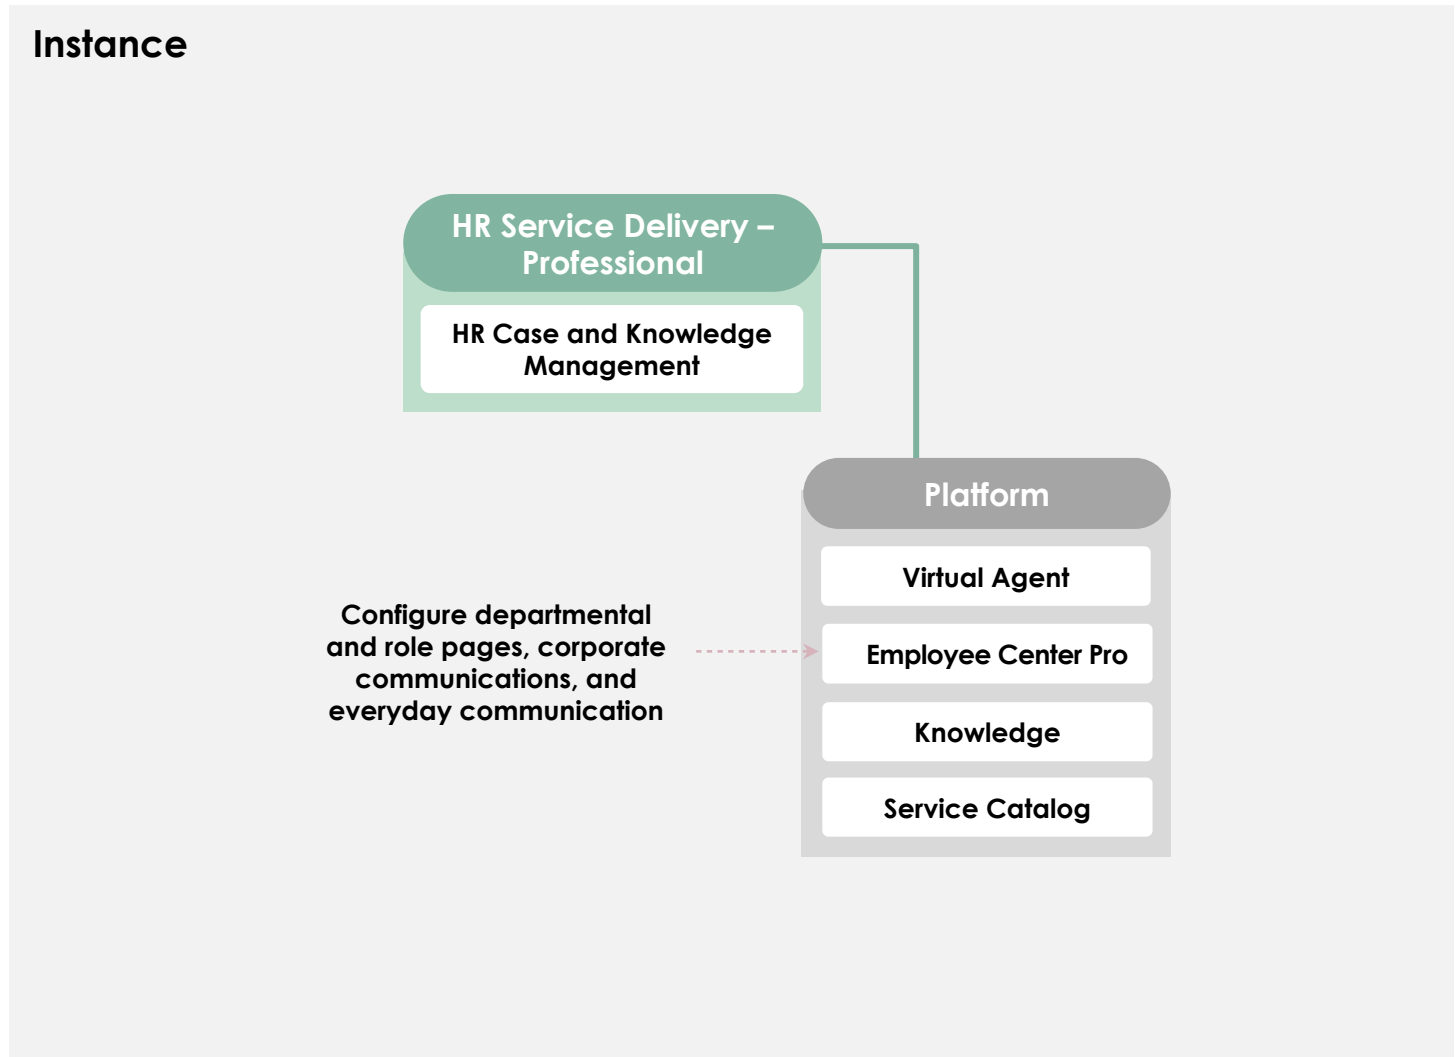 Instance
HR Service Delivery –
Professional
HR Case and Knowledge
Management
Platform
Virtual Agent
Configure departmental
and role pages, corporate
communications, and
everyday communication
Employee Center Pro
Knowledge
Service Catalog